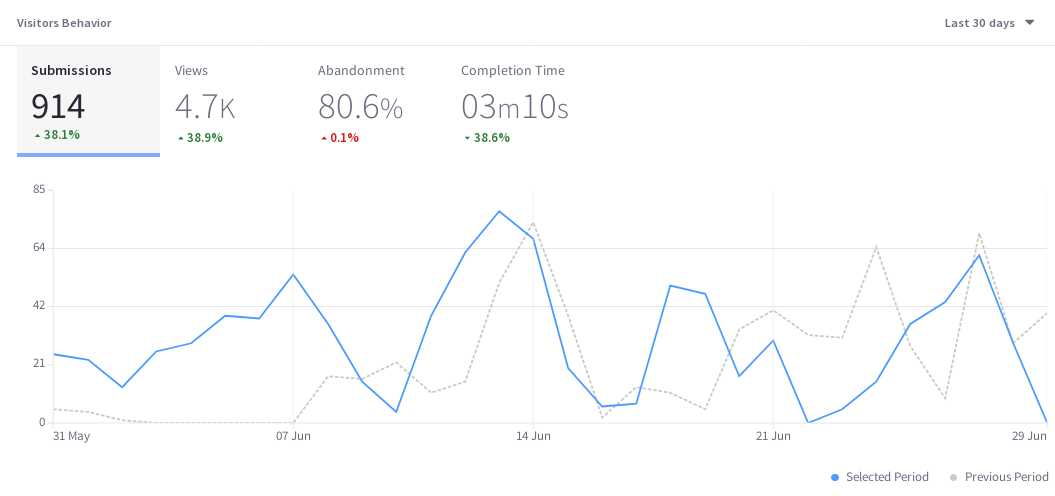 Visitors Behavior
Last 30 days
Submissions
914
38.1%
Views
4.7K
38.9%
Abandonment
80.6%
0.1%
Completion Time
03m10s
38.6%
85
64
42
21
0
31 May 07 Jun 14 Jun 21 Jun 29 Jun
Selected Period Previous Period